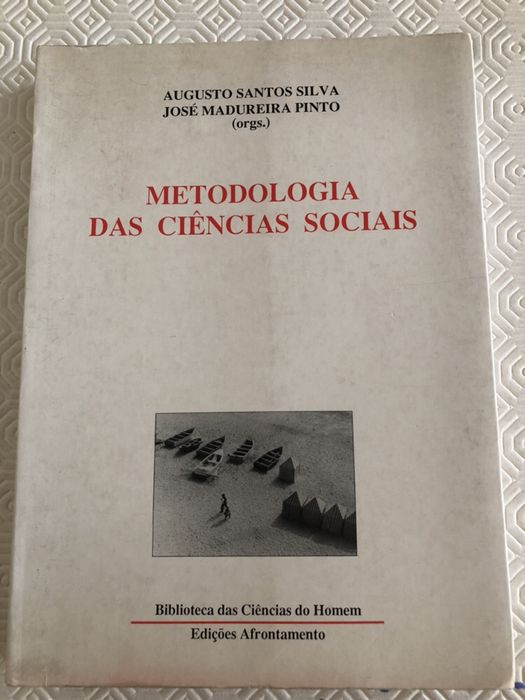 AUGUSTO SANTOS SILVA
JOSÉ MADUREIRA PINTO
(orgs.)
METODOLOGIA
DAS CIÊNCIAS SOCIAIS
Biblioteca das Ciências do Homem
Edições Afrontamento